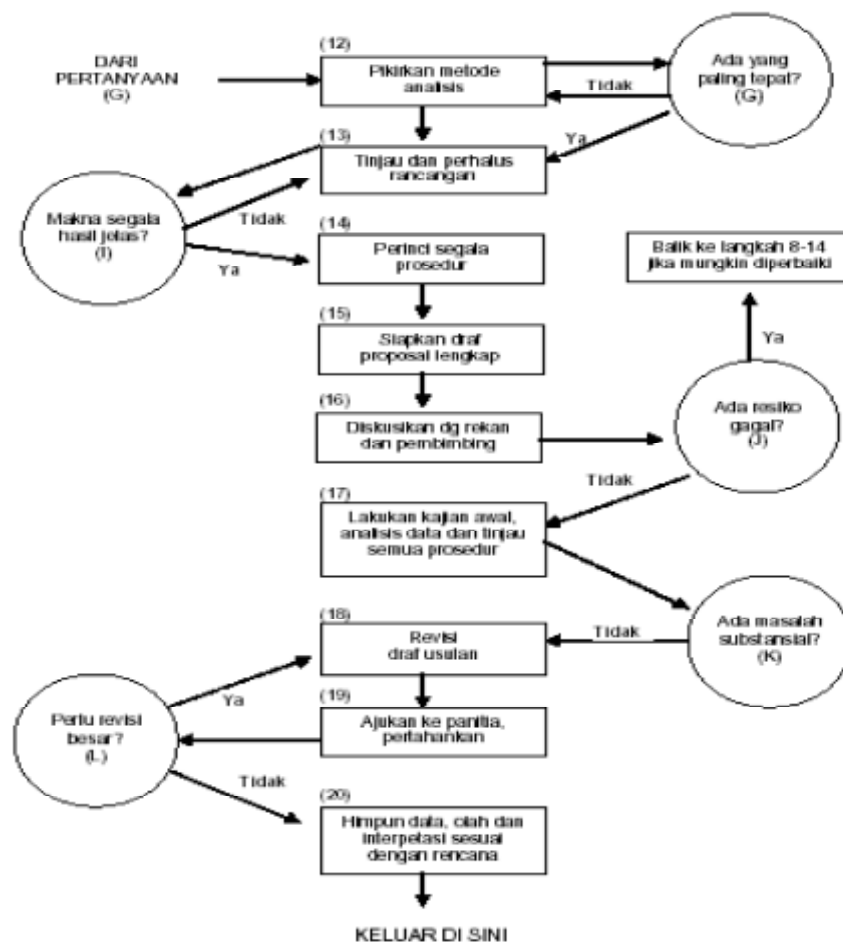 DARI
PERTANYAAN
(G)
(12)
Pikirkan metode
analisis
Ada yang
paling tepat?
(G)
Tidak
Ya
(13)
Tinjau dan perhalus
rancangan
Makna segala
hasil jelas?
(I)
Tidak
Ya
(14)
Perinci segala
prosedur
Balik ke langkah 8-14
jika mungkin diperbaiki
Ya
(15)
Siapkan draf
proposal lengkap
(16)
Diskusikan dg rekan
dan pembimbing
Ada resiko
gagal?
(J)
Tidak
(17)
Lakukan kajian awal,
analisis data dan tinjau
semua prosedur
Ada masalah
substansial?
(K)
Tidak
(18)
Revisi
draf usulan
Ya
(19)
Ajukan ke panitia,
pertahankan
Perlu revisi
besar?
(L)
Tidak
(20)
Himpun data, olah dan
interpetasi sesuai
dengan rencana
KELUAR DI SINI